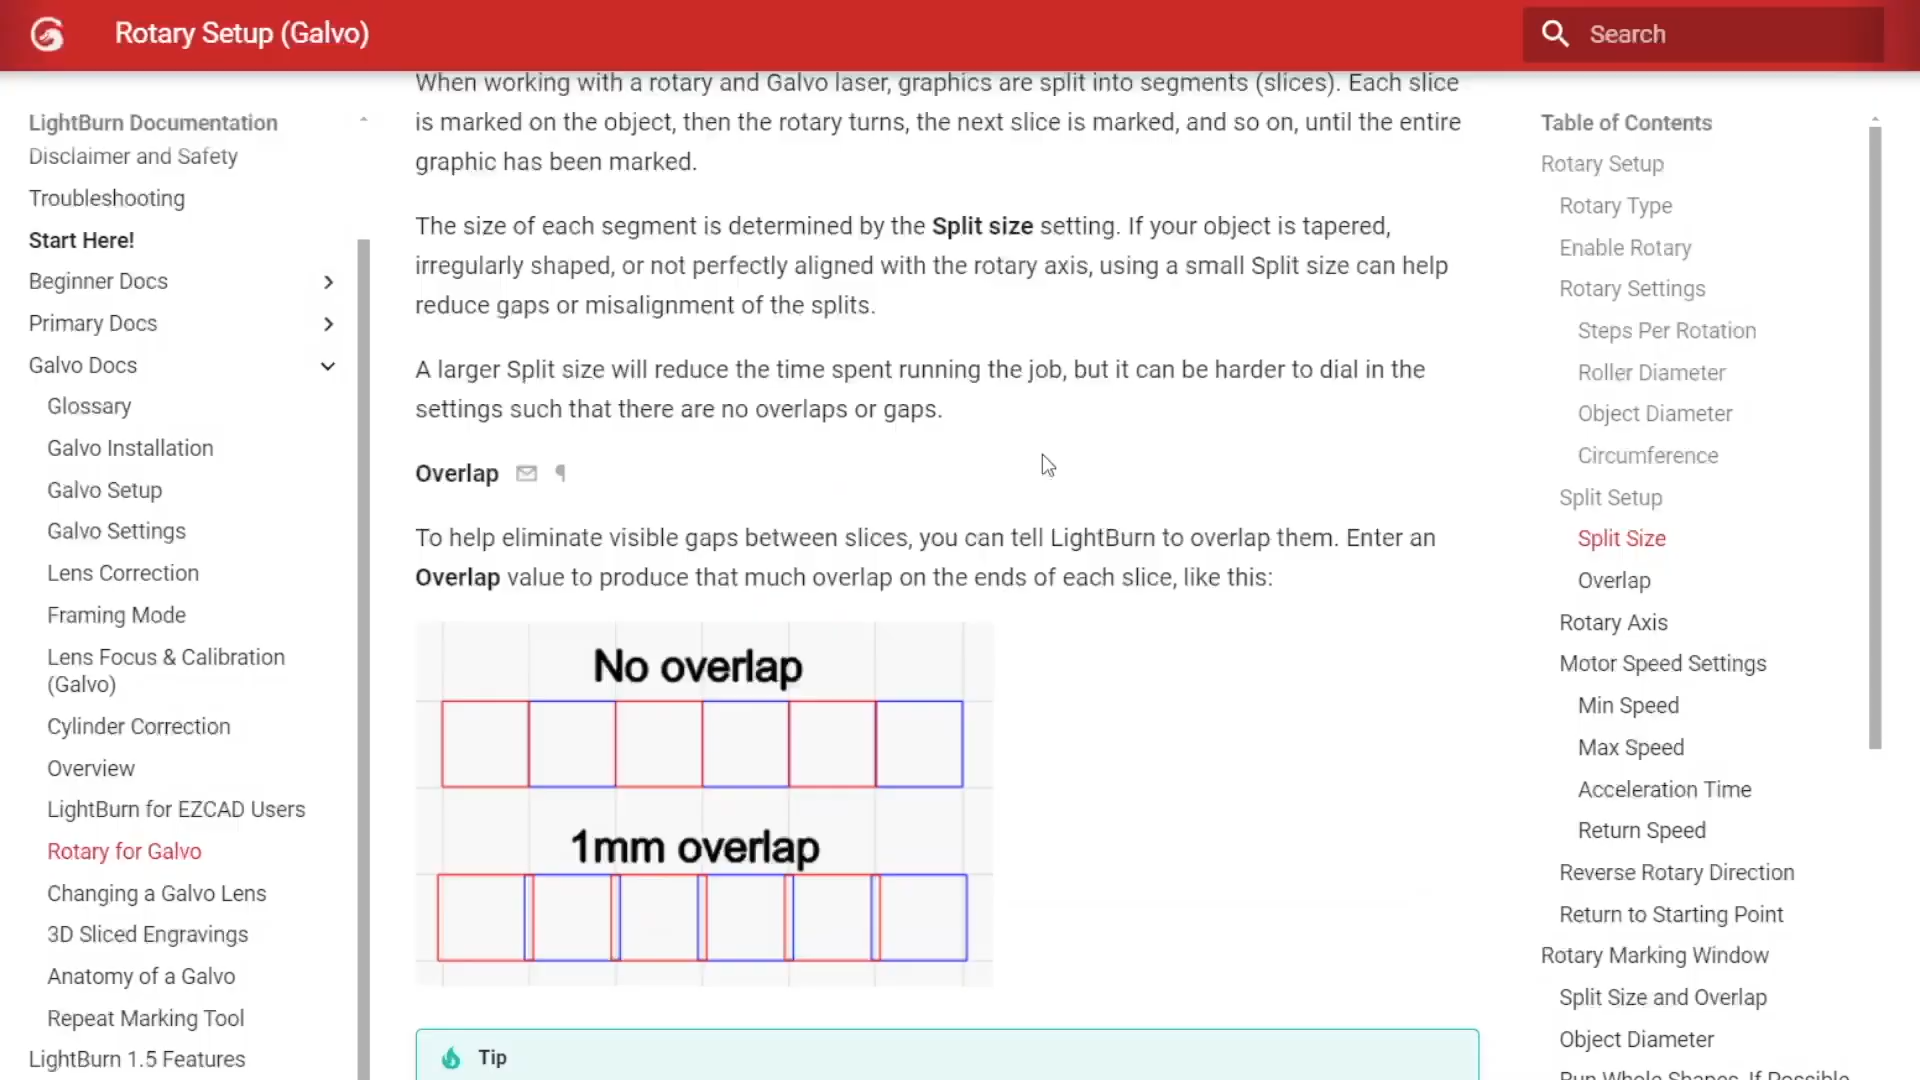 Rotary Setup (Galvo)
Search
LightBurn Documentation
Disclaimer and Safety
Troubleshooting
Start Here!
Beginner Docs
Primary Docs
Galvo Docs
Glossary
Galvo Installation
Galvo Setup
Galvo Settings
Lens Correction
Framing Mode
Lens Focus & Calibration
(Galvo)
Cylinder Correction
Overview
LightBurn for EZCAD Users
Rotary for Galvo
Changing a Galvo Lens
3D Sliced Engravings
Anatomy of a Galvo
Repeat Marking Tool
LightBurn 1.5 Features
When working with a rotary and Galvo laser, graphics are split into segments (slices). Each slice
is marked on the object, then the rotary turns, the next slice is marked, and so on, until the entire
graphic has been marked.
The size of each segment is determined by the Split size setting. If your object is tapered,
irregularly shaped, or not perfectly aligned with the rotary axis, using a small Split size can help
reduce gaps or misalignment of the splits.
A larger Split size will reduce the time spent running the job, but it can be harder to dial in the
settings such that there are no overlaps or gaps.
Overlap ¶
To help eliminate visible gaps between slices, you can tell LightBurn to overlap them. Enter an
Overlap value to produce that much overlap on the ends of each slice, like this:
No overlap
1mm overlap
Tip
Table of Contents
Rotary Setup
Rotary Type
Enable Rotary
Rotary Settings
Steps Per Rotation
Roller Diameter
Object Diameter
Circumference
Split Setup
Split Size
Overlap
Rotary Axis
Motor Speed Settings
Min Speed
Max Speed
Acceleration Time
Return Speed
Reverse Rotary Direction
Return to Starting Point
Rotary Marking Window
Split Size and Overlap
Object Diameter
Run Whole Shapes, If Possible